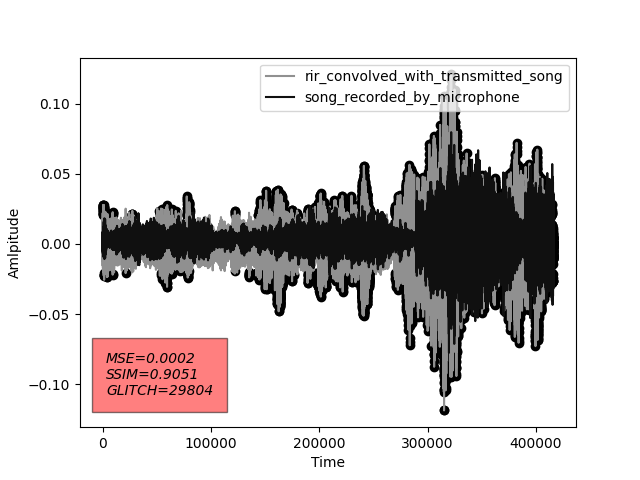 rir_convolved_with_transmitted_song
song_recorded_by_microphone
0.10
0.05
0.00
−0.05
−0.10
Amlpitude
MSE=0.0002
SSIM=0.9051
GLITCH=29804
0 100000 200000 300000 400000
Time